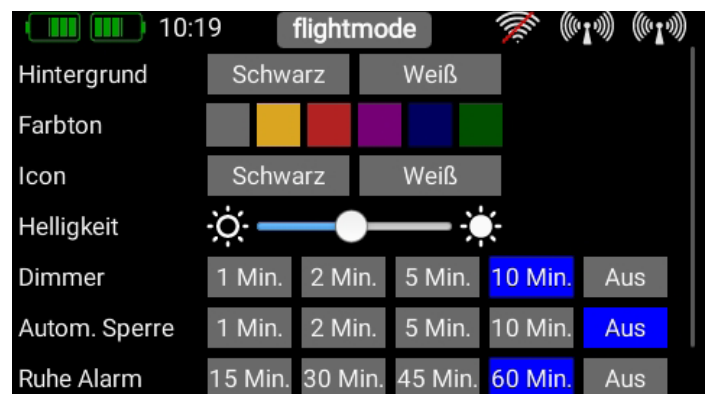 10:19 flightmode
Hintergrund Schwarz Weiß
Farbton
Icon Schwarz Weiß
Helligkeit
Dimmer 1 Min. 2 Min. 5 Min. 10 Min. Aus
Autom. Sperre 1 Min. 2 Min. 5 Min. 10 Min. Aus
Ruhe Alarm 15 Min. 30 Min. 45 Min. 60 Min. Aus